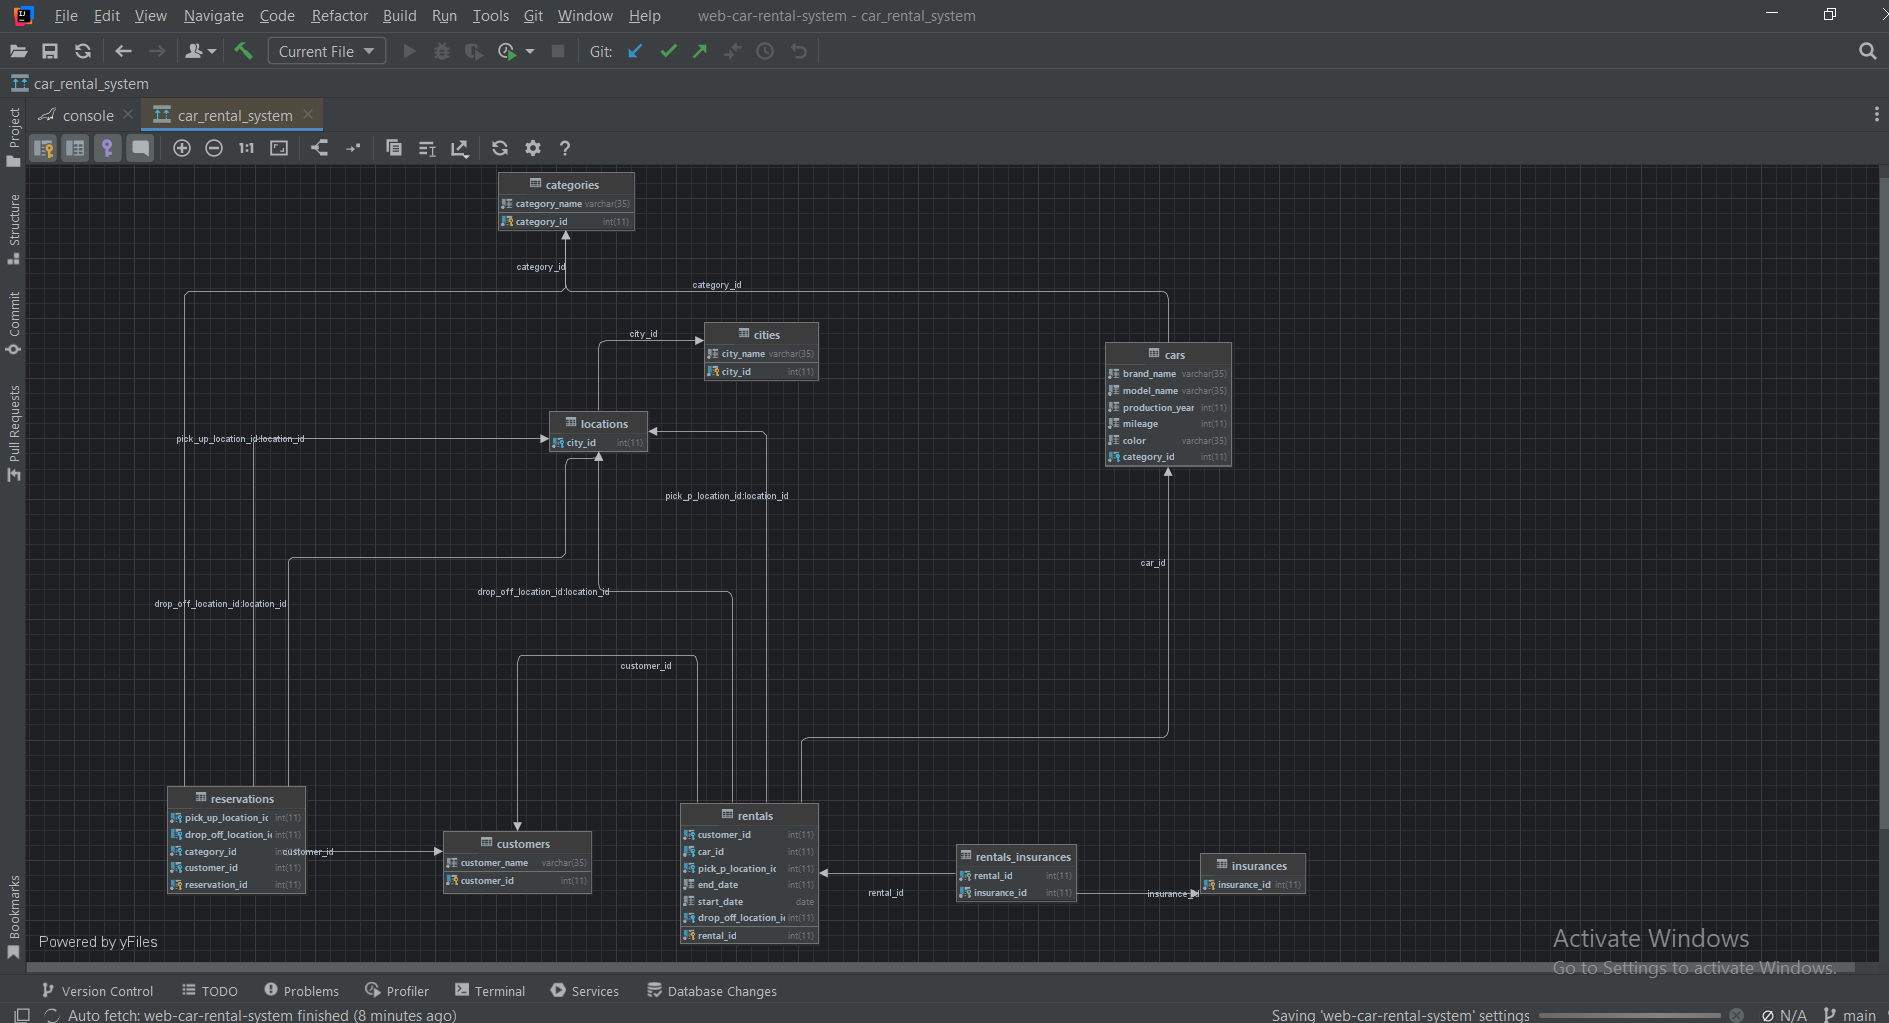 File Edit View Navigate Code Refactor Build Run Tools Git Window Help web-car-rental-system - car_rental_system
Current File Git:
car_rental_system
console car_rental_system
1:1
Project
Structure
Commit
Pull Requests
Bookmarks
categories
category_name varchar(35)
category_id int(11)
category_id
category_id
city_id
cities
city_name varchar(35)
city_id int(11)
cars
brand_name varchar(35)
model_name varchar(35)
production_year int(11)
mileage int(11)
color varchar(35)
category_id int(11)
locations
city_id int(11)
pick_up_location_id:location_id
pick_p_location_id:location_id
car_id
drop_off_location_id:location_id
drop_off_location_id:location_id
customer_id
reservations
pick_up_location_ic int(11)
drop_off_location_i int(11)
category_id
customer_id
customer_id int(11)
reservation_id int(11)
customers
customer_name varchar(35)
customer_id int(11)
rentals
customer_id int(11)
car_id int(11)
pick_p_location_ic int(11)
end_date int(11)
start_date date
drop_off_location_i int(11)
rental_id int(11)
rental_id
rentals_insurances
rental_id int(11)
insurance_id int(11)
insurance_id
insurances
insurance_id int(11)
Powered by yFiles
Activate Windows
Go to Settings to activate Windows.
Version Control TODO Problems Profiler Terminal Services Database Changes
Auto fetch: web-car-rental-system finished (8 minutes ago) Saving 'web-car-rental-system' settings N/A main